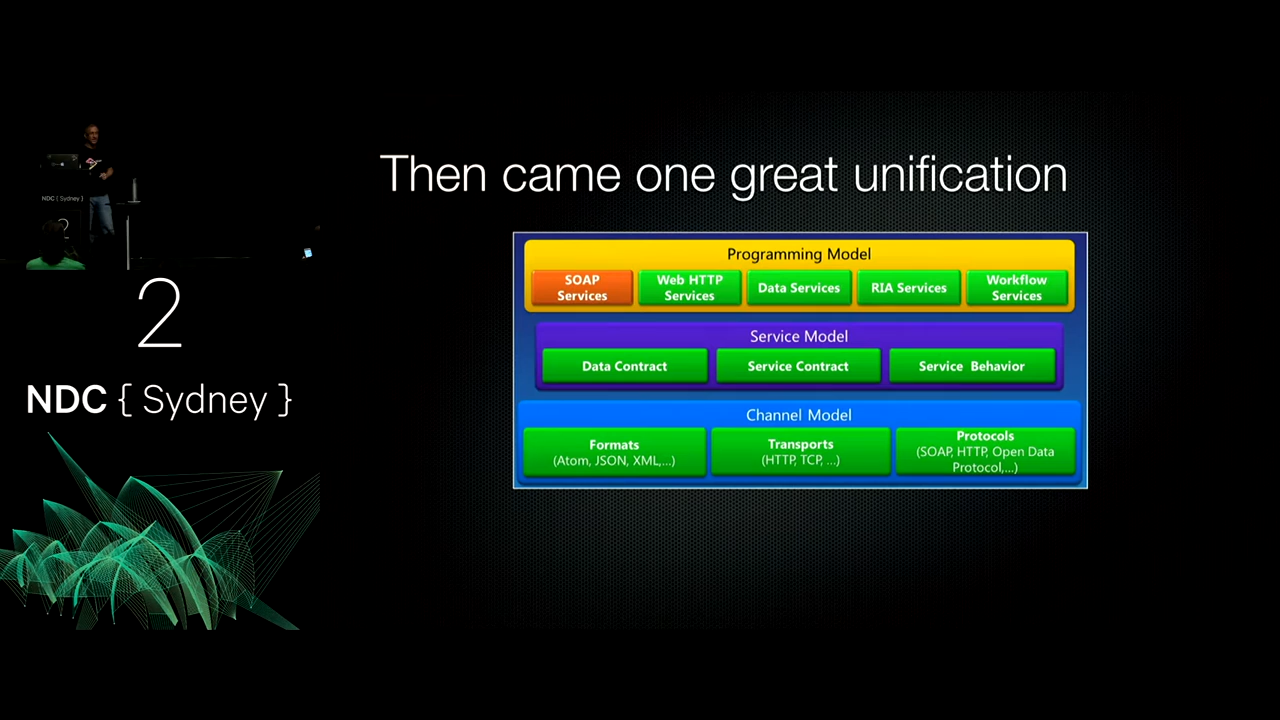 NDC { Sydney }
2
NDC { Sydney }
Then came one great unification
Programming Model
SOAP
Services
Web HTTP
Services
Data Services
RIA Services
Workflow
Services
Service Model
Data Contract
Service Contract
Service Behavior
Channel Model
Formats
(Atom, JSON, XML,...)
Transports
(HTTP, TCP, ...)
Protocols
(SOAP, HTTP, Open Data
Protocol,...)